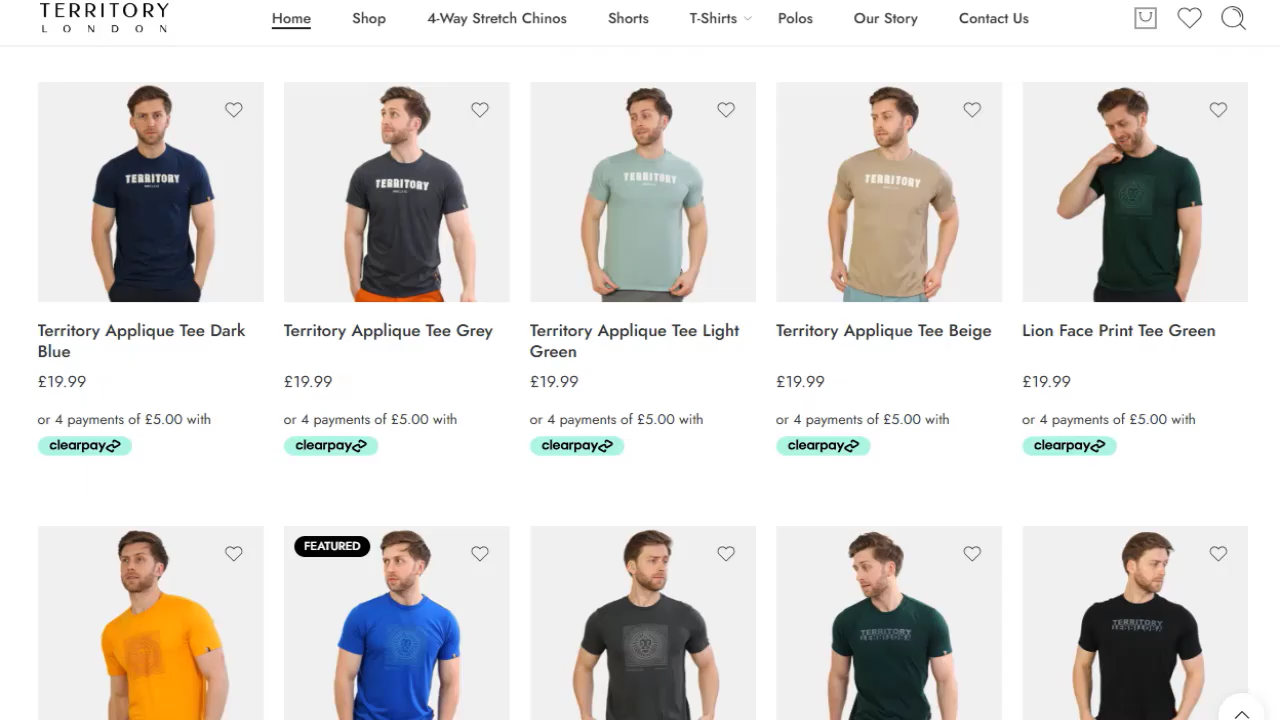 TERRITORY
LONDON
Home Shop 4-Way Stretch Chinos Shorts T-Shirts Polos Our Story Contact Us
TERRITORY
TERRITORY
TERRITORY
TERRITORY
Territory Applique Tee Dark Blue
£19.99
or 4 payments of £5.00 with
clearpay
Territory Applique Tee Grey
£19.99
or 4 payments of £5.00 with
clearpay
Territory Applique Tee Light Green
£19.99
or 4 payments of £5.00 with
clearpay
Territory Applique Tee Beige
£19.99
or 4 payments of £5.00 with
clearpay
Lion Face Print Tee Green
£19.99
or 4 payments of £5.00 with
clearpay
FEATURED
TERRITORY
TERRITORY